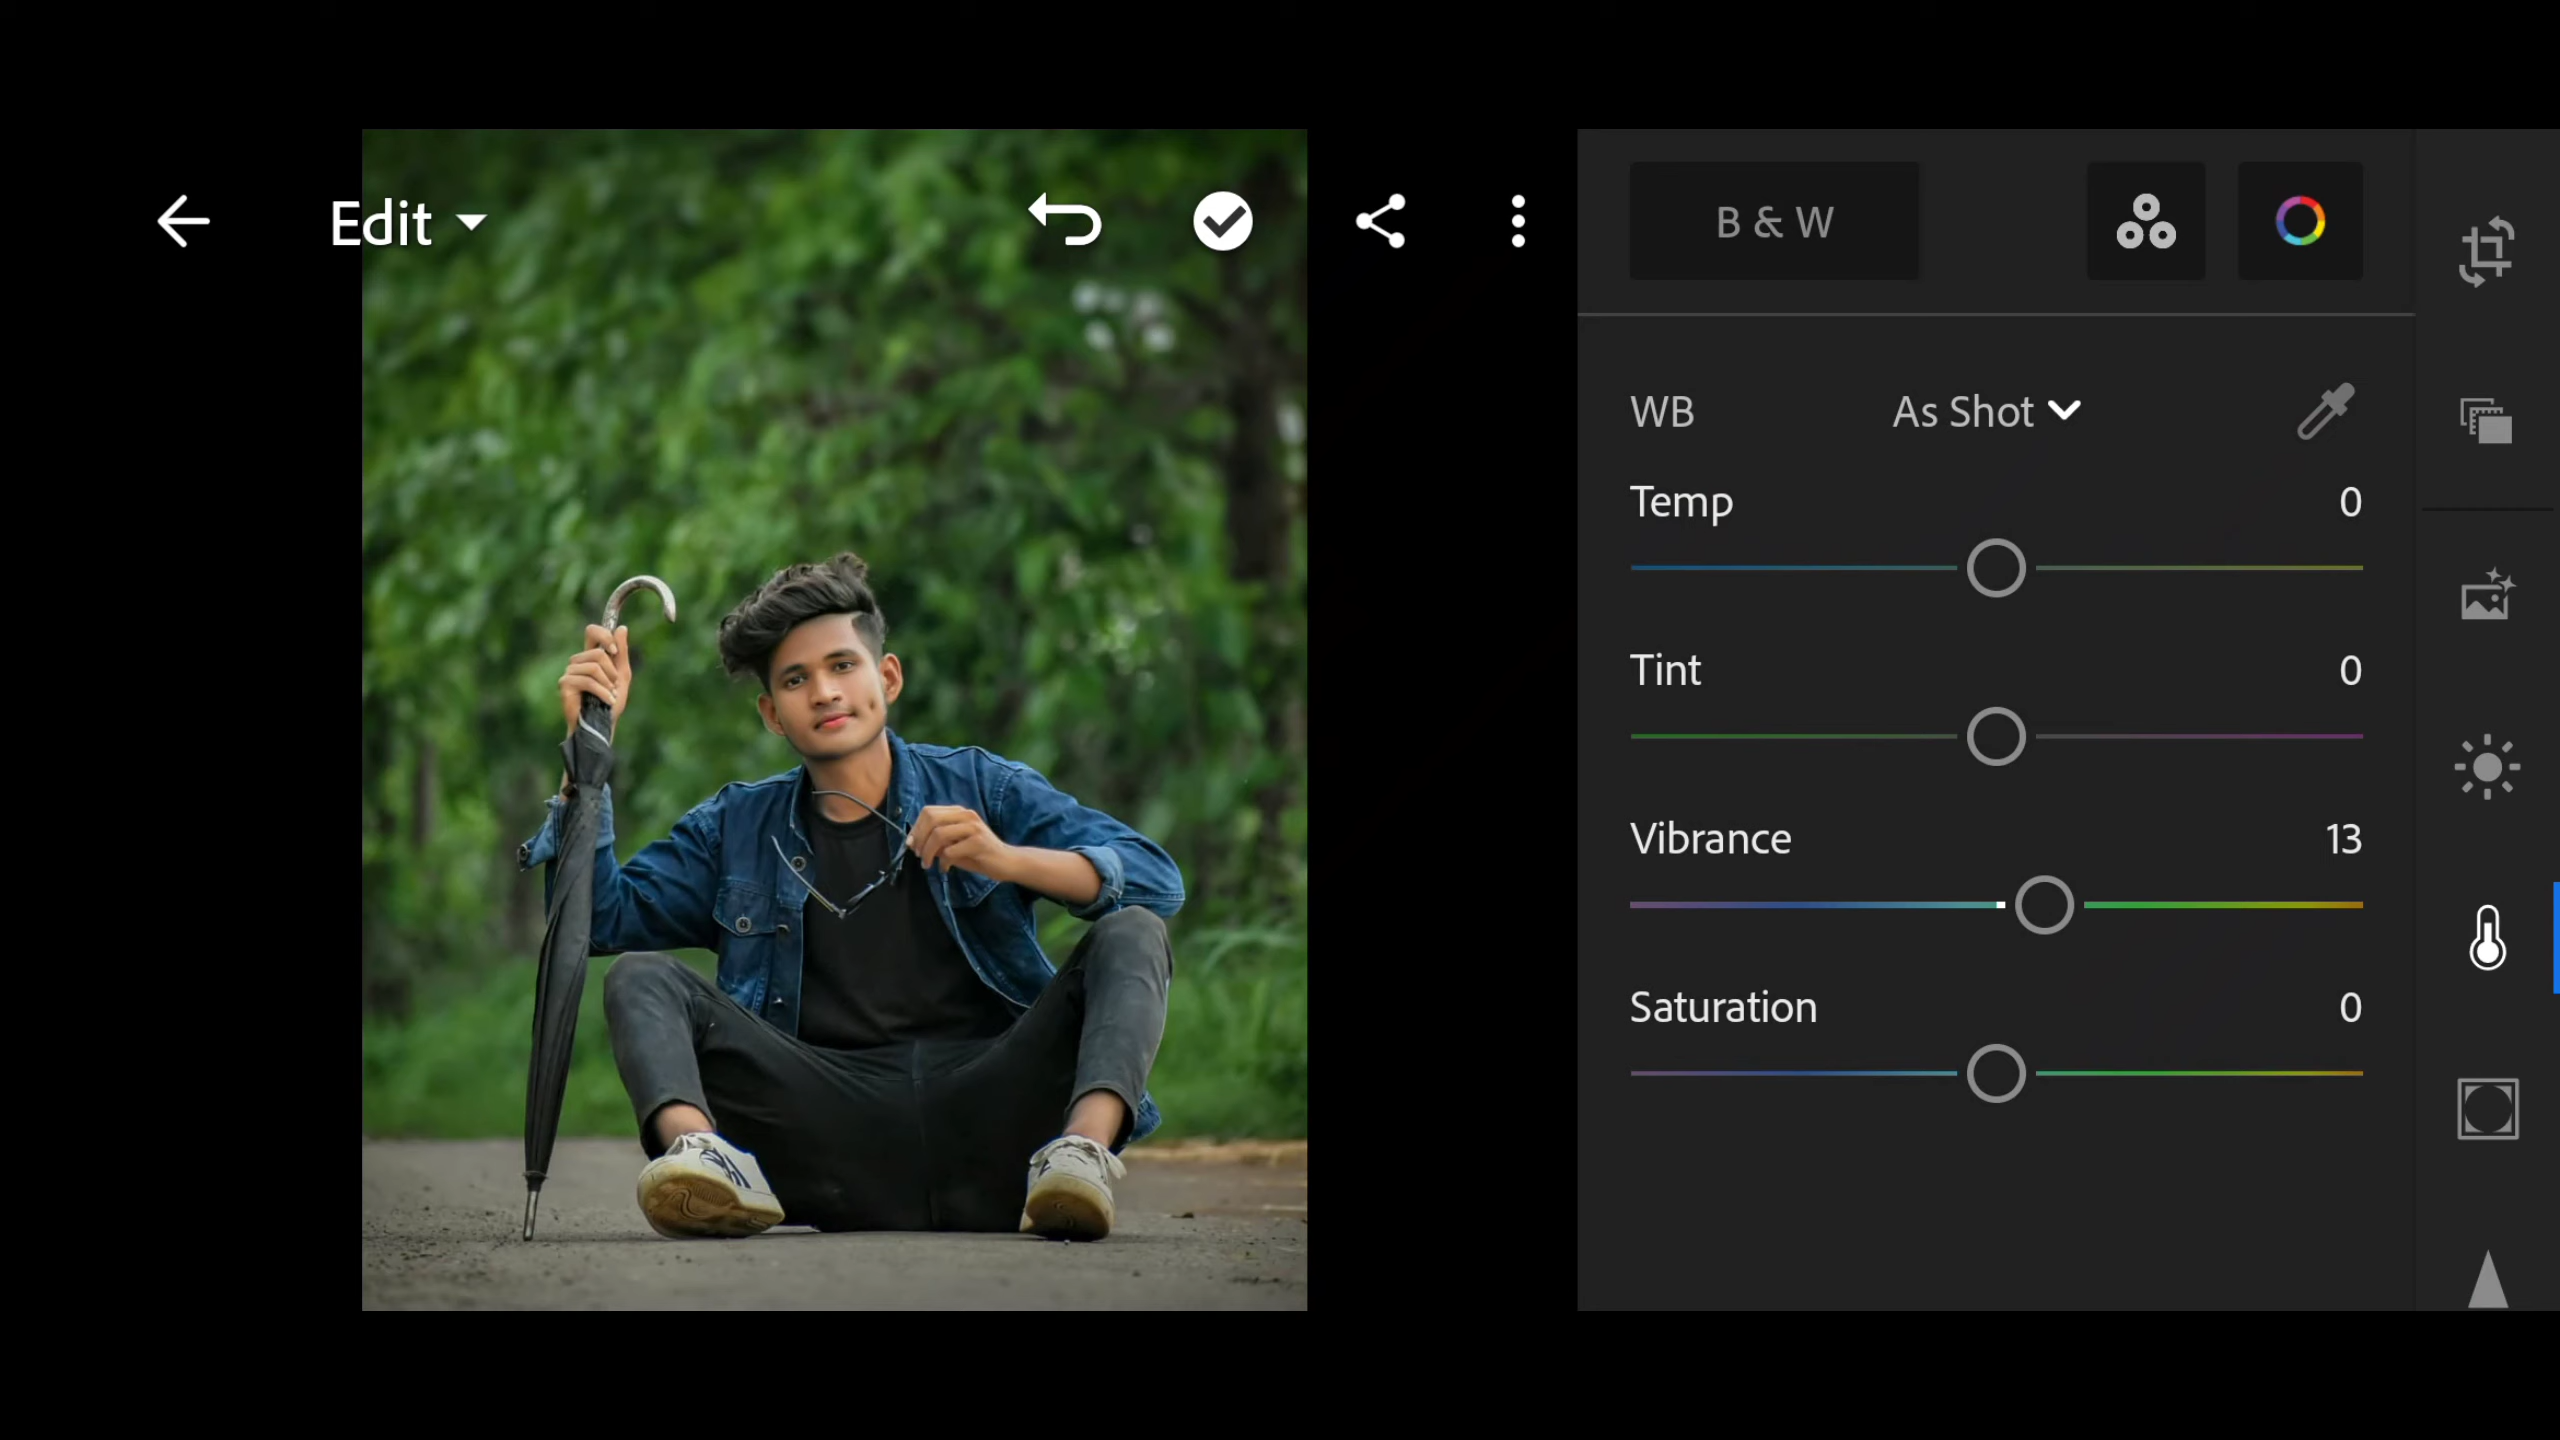 Edit
B & W
WB As Shot
Temp 0
Tint 0
Vibrance 13
Saturation 0